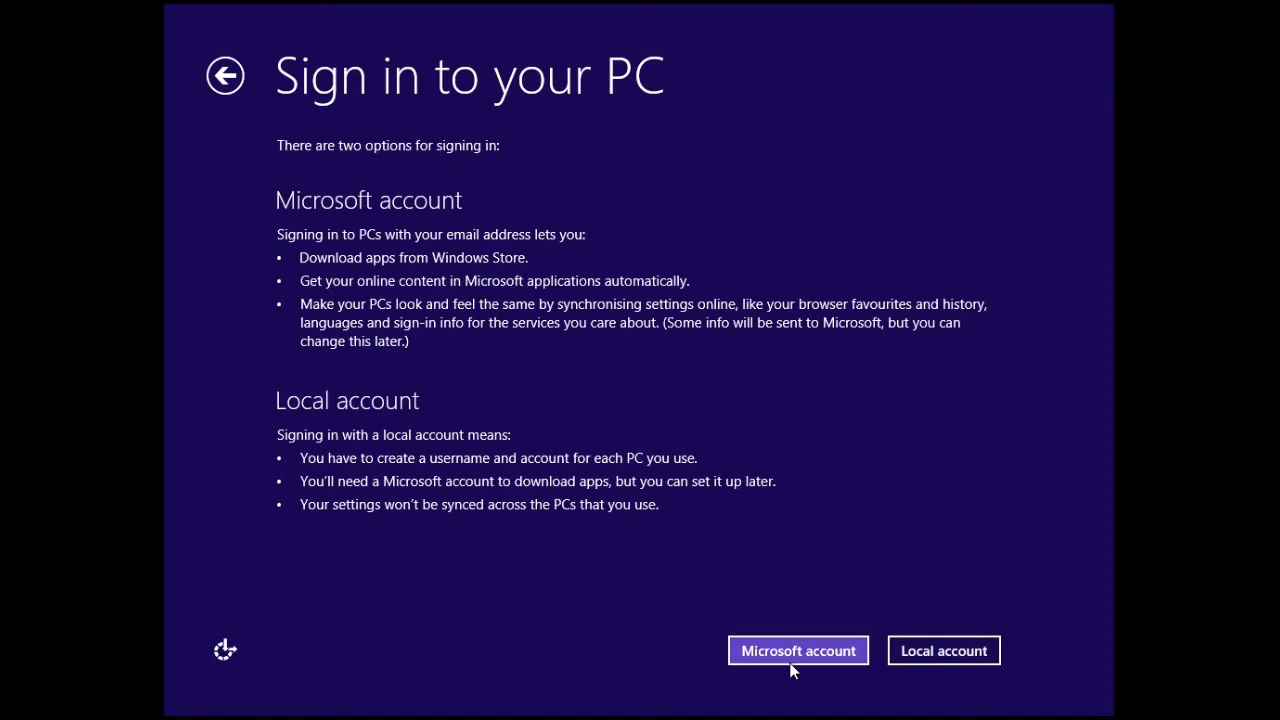 Sign in to your PC
There are two options for signing in:
Microsoft account
Signing in to PCs with your email address lets you:
• Download apps from Windows Store.
• Get your online content in Microsoft applications automatically.
• Make your PCs look and feel the same by synchronising settings online, like your browser favourites and history,
languages and sign-in info for the services you care about. (Some info will be sent to Microsoft, but you can
change this later.)
Local account
Signing in with a local account means:
• You have to create a username and account for each PC you use.
• You'll need a Microsoft account to download apps, but you can set it up later.
• Your settings won't be synced across the PCs that you use.
Microsoft account
Local account